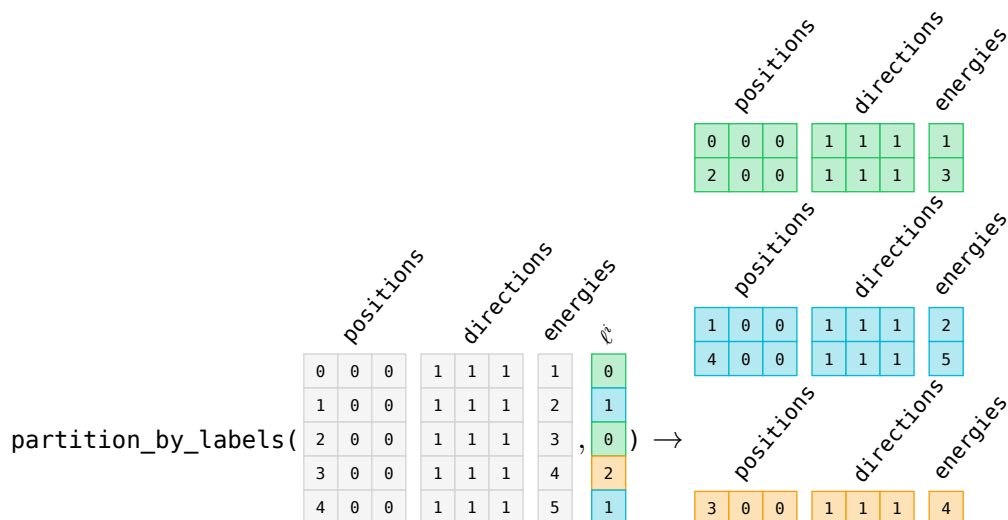 positions directions energies
0 0 0 1 1 1 1
2 0 0 1 1 1 3
positions directions energies
1 0 0 1 1 1 2
4 0 0 1 1 1 5
positions directions energies ℓⁱ
0 0 0 1 1 1 1 0
1 0 0 1 1 1 2 1
partition_by_labels( 2 0 0 1 1 1 3 , 0 ) →
3 0 0 1 1 1 4 2
4 0 0 1 1 1 5 1
positions directions energies
3 0 0 1 1 1 4